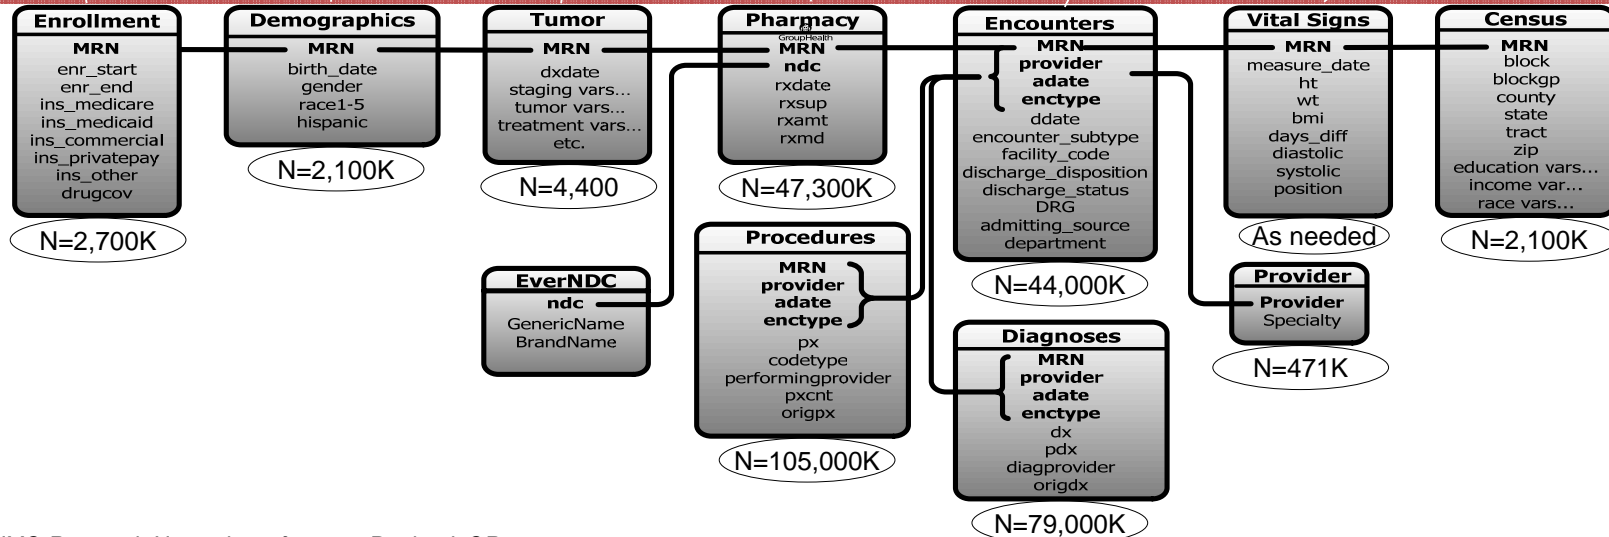 Enrollment
MRN
enr_start
enr_end
ins_medicare
ins_medicaid
ins_commercial
ins_privatepay
ins_other
drugcov
N=2,700K
Demographics
MRN
birth_date
gender
race1-5
hispanic
N=2,100K
Tumor
MRN
dxdate
staging vars...
tumor vars...
treatment vars...
etc.
N=4,400
Pharmacy
GroupHealth
MRN
ndc
rxdate
rxsup
rxamt
rxmd
N=47,300K
Encounters
MRN
provider
adate
enctype
ddate
encounter_subtype
facility_code
discharge_disposition
discharge_status
DRG
admitting_source
department
N=44,000K
Vital Signs
MRN
measure_date
ht
wt
bmi
days_diff
diastolic
systolic
position
As needed
Census
MRN
block
blockgp
county
state
tract
zip
education vars...
income var...
race vars...
N=2,100K
EverNDC
ndc
GenericName
BrandName
Procedures
MRN
provider
adate
enctype
px
codetype
performingprovider
pxcnt
origpx
N=105,000K
Diagnoses
MRN
provider
adate
enctype
dx
pdx
diagprovider
origdx
N=79,000K
Provider
Provider
Specialty
N=471K